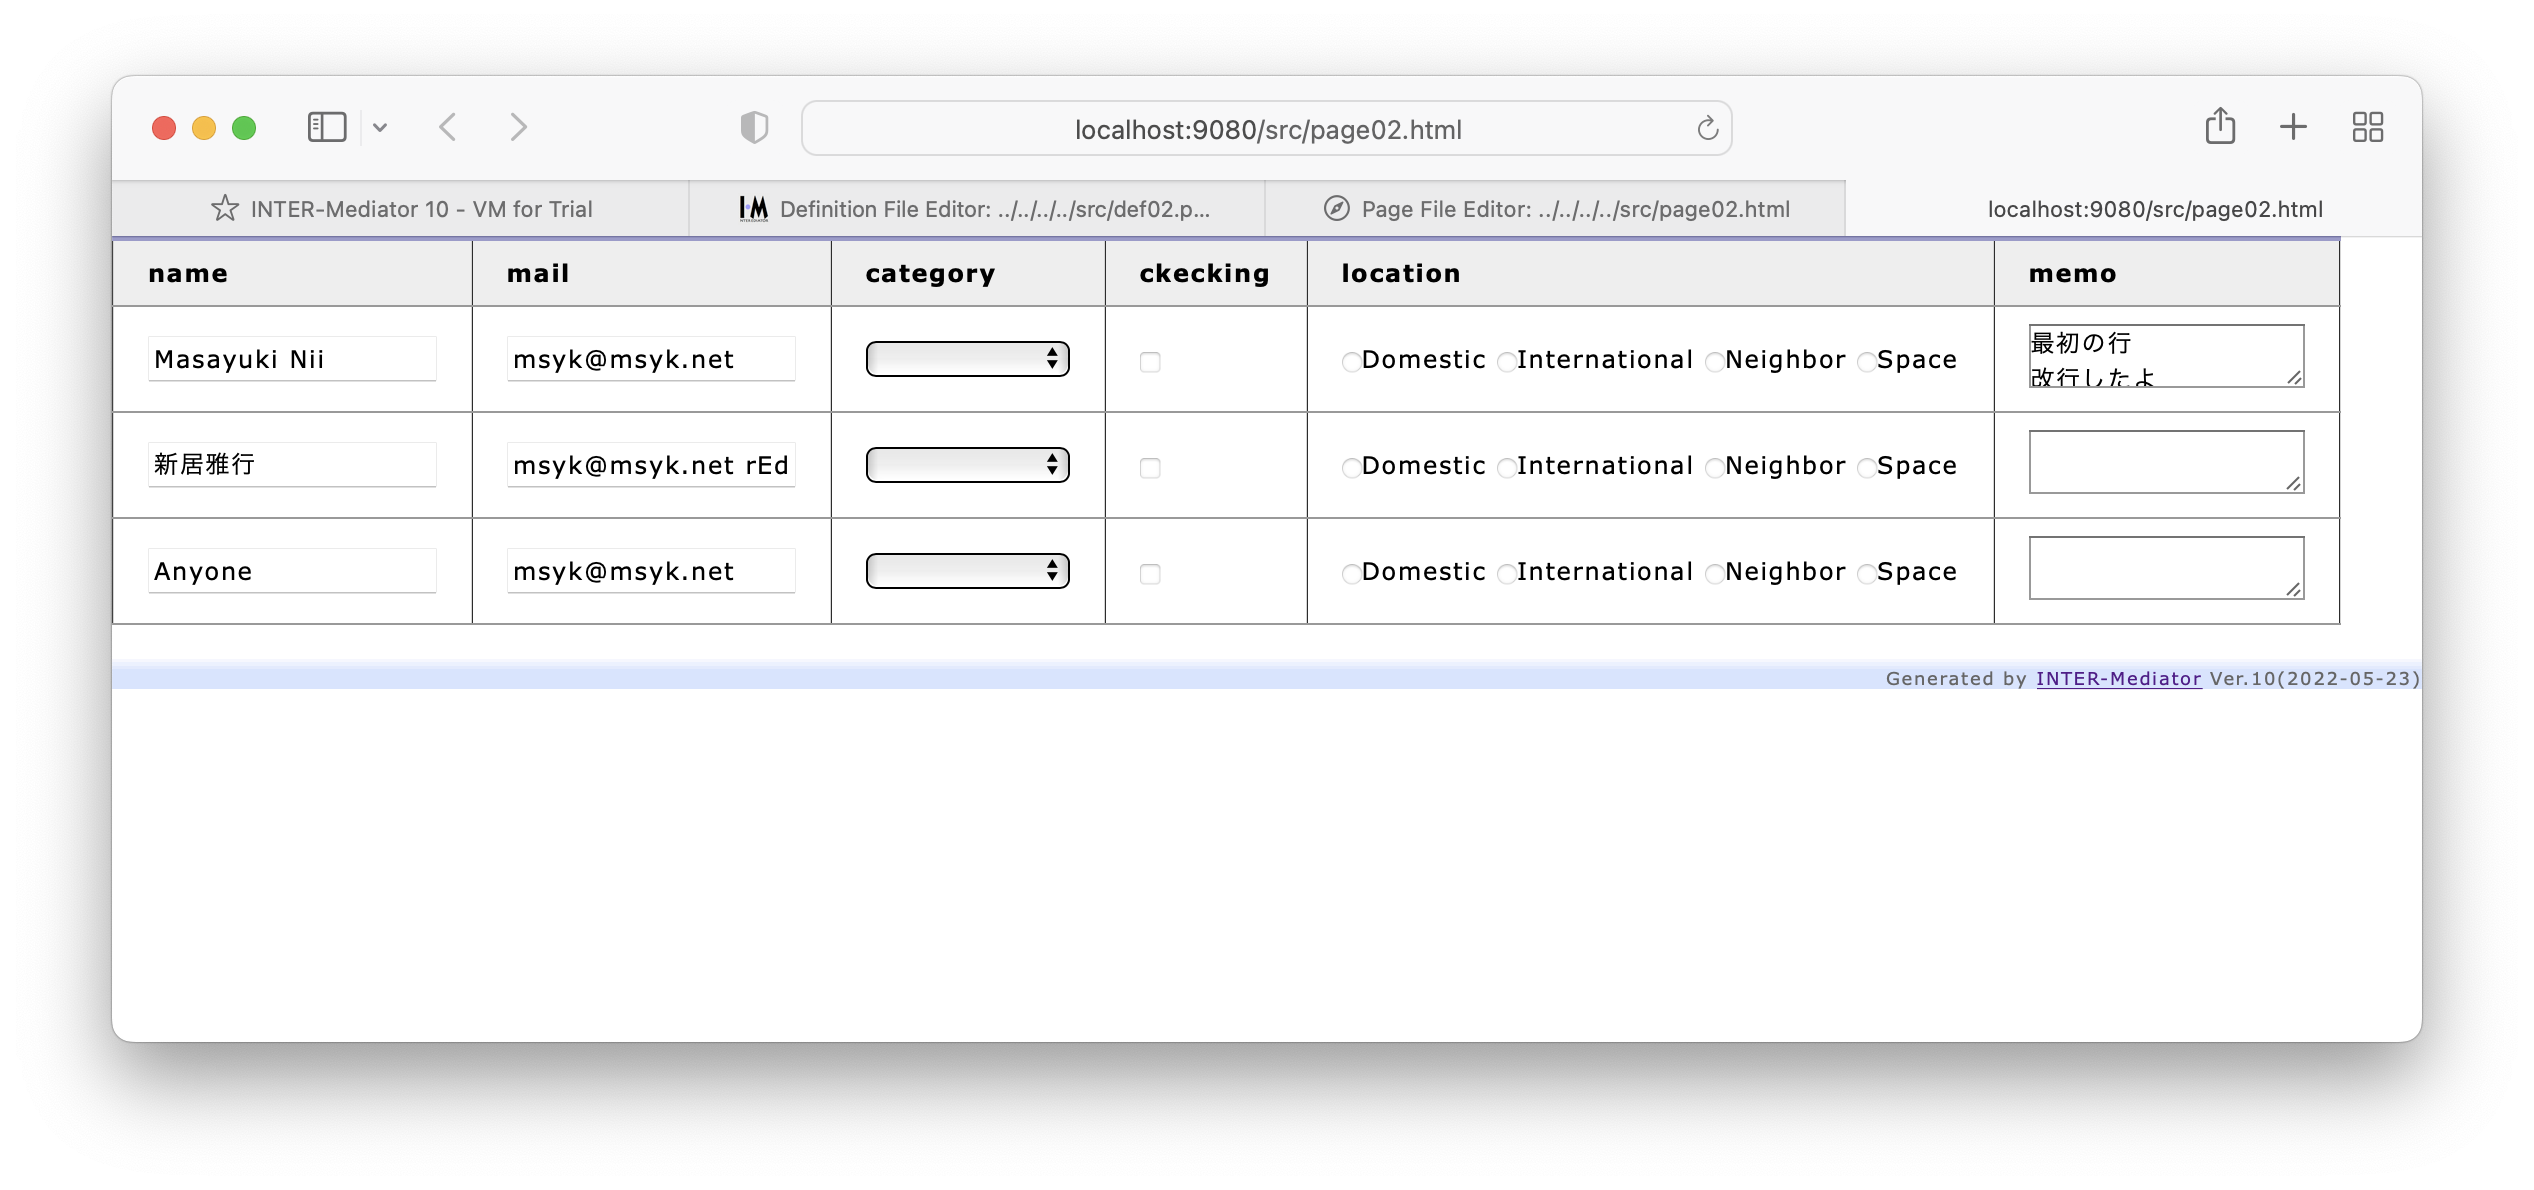 localhost:9080/src/page02.html
INTER-Mediator 10 - VM for Trial
I·M Definition File Editor: ../../../../src/def02.p...
Page File Editor: ../../../../src/page02.html
localhost:9080/src/page02.html
name mail category ckecking location memo
Masayuki Nii msyk@msyk.net Domestic International Neighbor Space 最初の行
改行したよ
新居雅行 msyk@msyk.net rEd Domestic International Neighbor Space
Anyone msyk@msyk.net Domestic International Neighbor Space
Generated by INTER-Mediator Ver.10(2022-05-23)